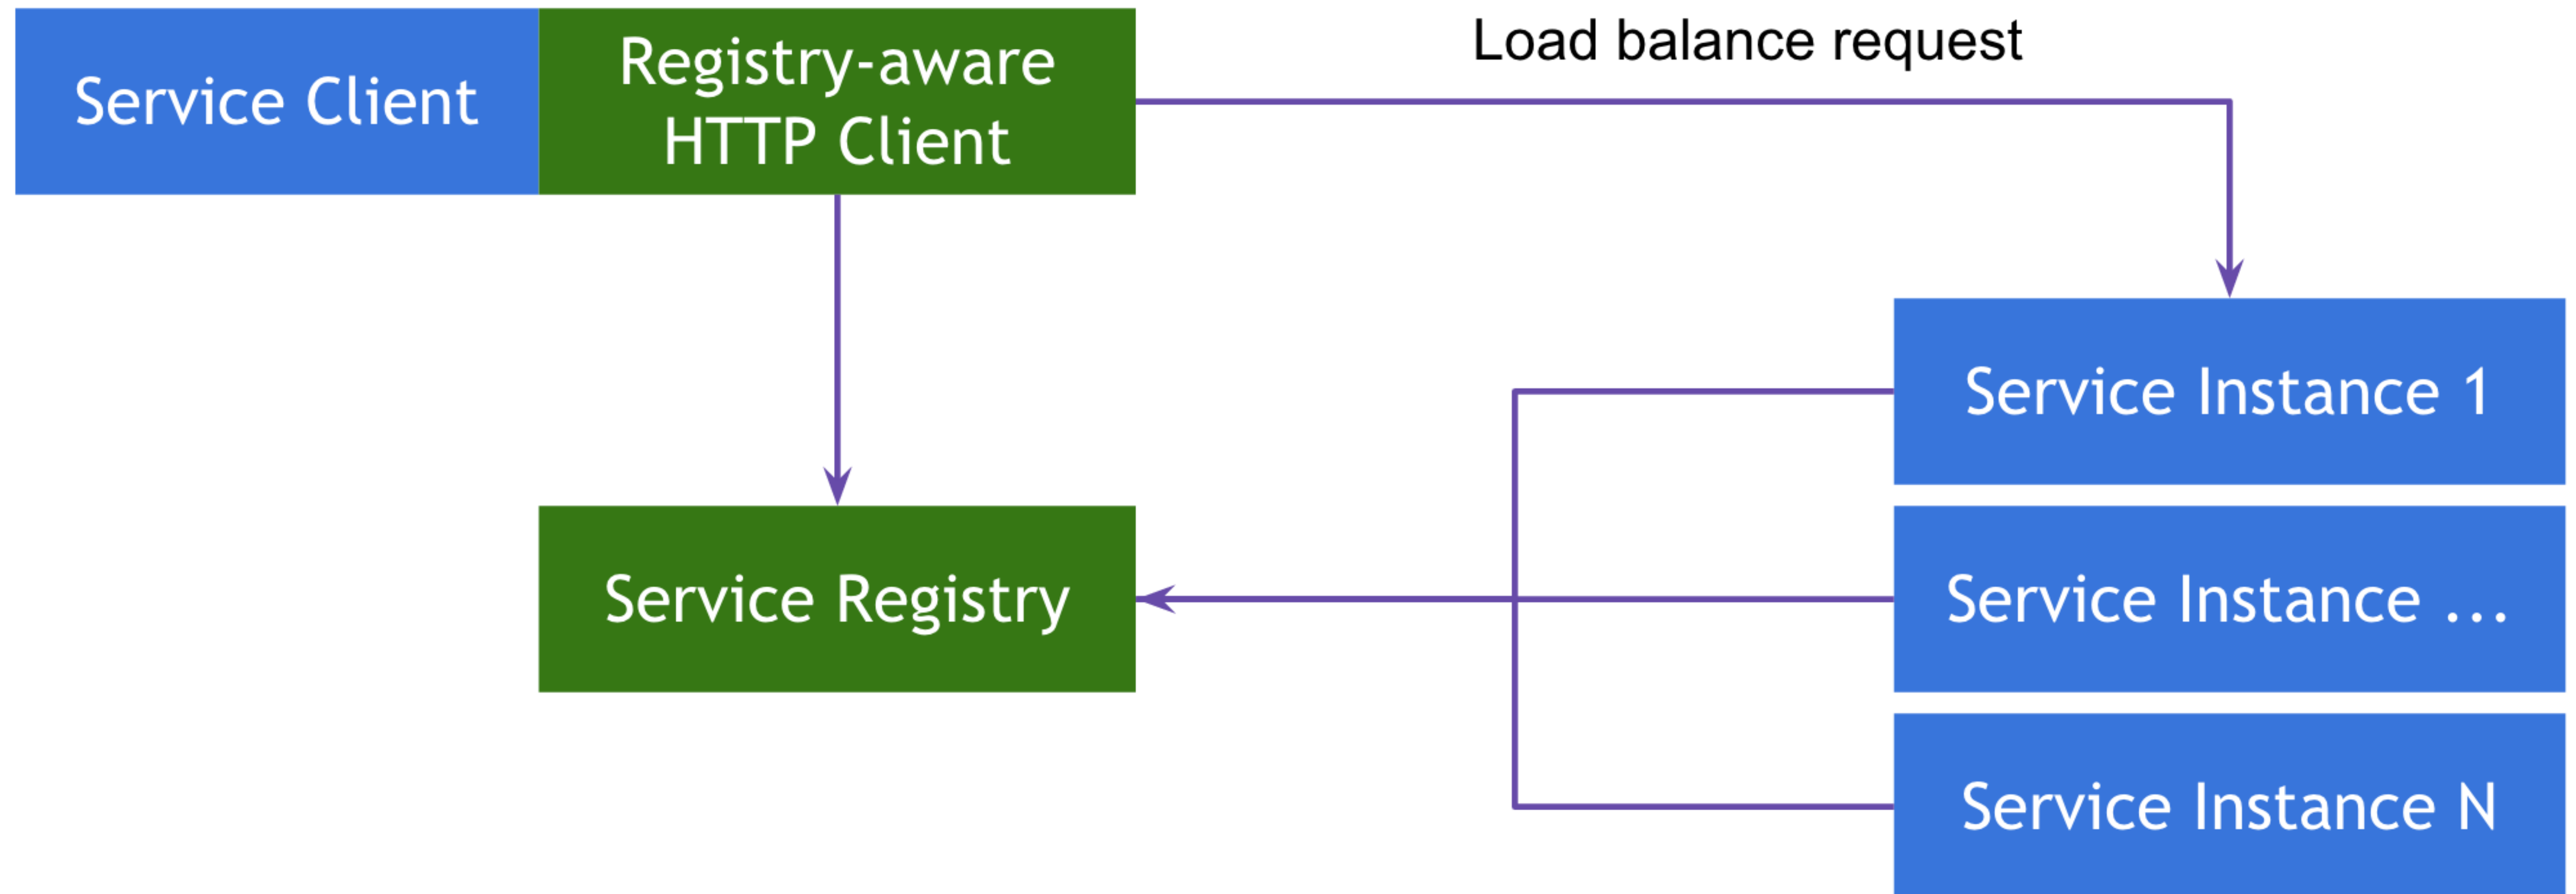 Service Client
Registry-aware
HTTP Client
Load balance request
Service Instance 1
Service Registry
Service Instance ...
Service Instance N